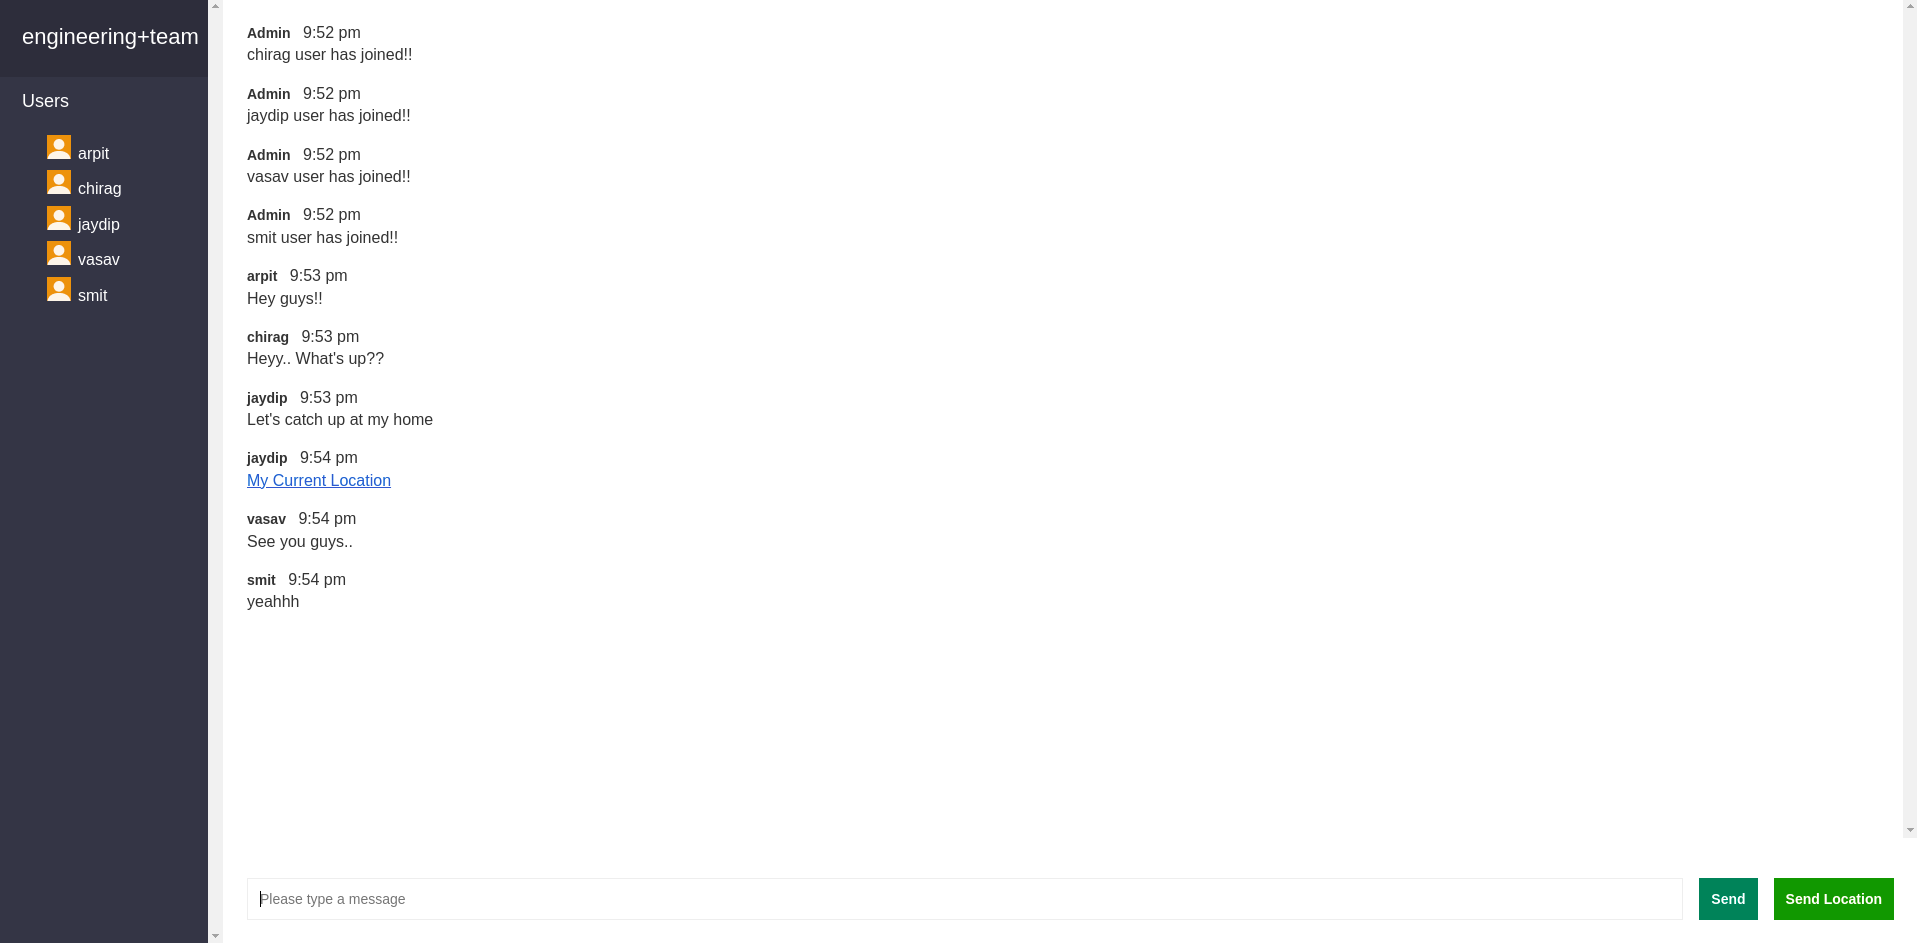 engineering+team
Users
arpit
chirag
jaydip
vasav
smit
Admin 9:52 pm
chirag user has joined!!
Admin 9:52 pm
jaydip user has joined!!
Admin 9:52 pm
vasav user has joined!!
Admin 9:52 pm
smit user has joined!!
arpit 9:53 pm
Hey guys!!
chirag 9:53 pm
Heyy.. What's up??
jaydip 9:53 pm
Let's catch up at my home
jaydip 9:54 pm
My Current Location
vasav 9:54 pm
See you guys..
smit 9:54 pm
yeahhh
Please type a message
Send
Send Location